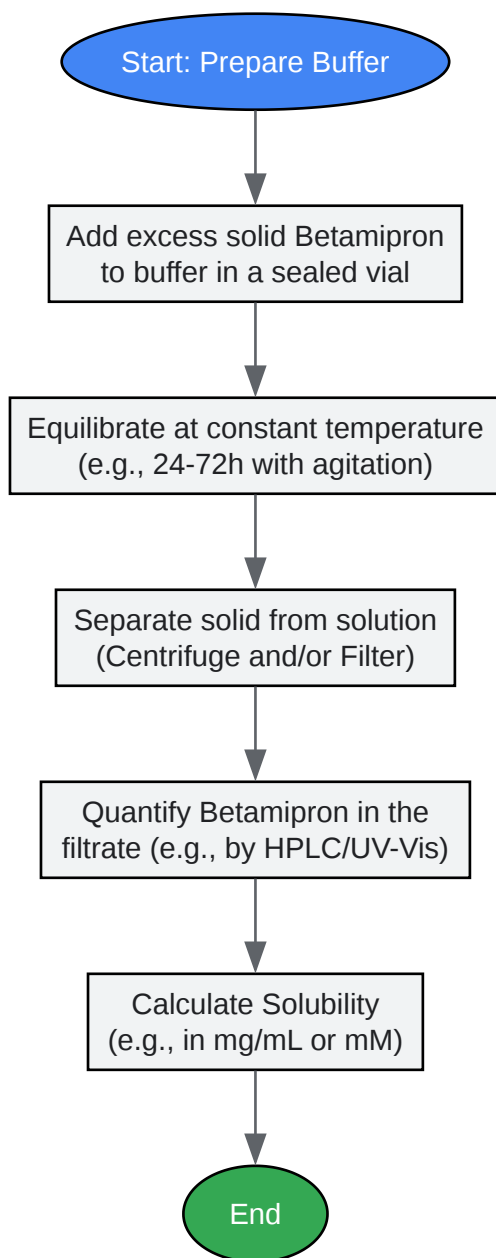 Start: Prepare Buffer
Add excess solid Betamipron
to buffer in a sealed vial
Equilibrate at constant temperature
(e.g., 24-72h with agitation)
Separate solid from solution
(Centrifuge and/or Filter)
Quantify Betamipron in the
filtrate (e.g., by HPLC/UV-Vis)
Calculate Solubility
(e.g., in mg/mL or mM)
End